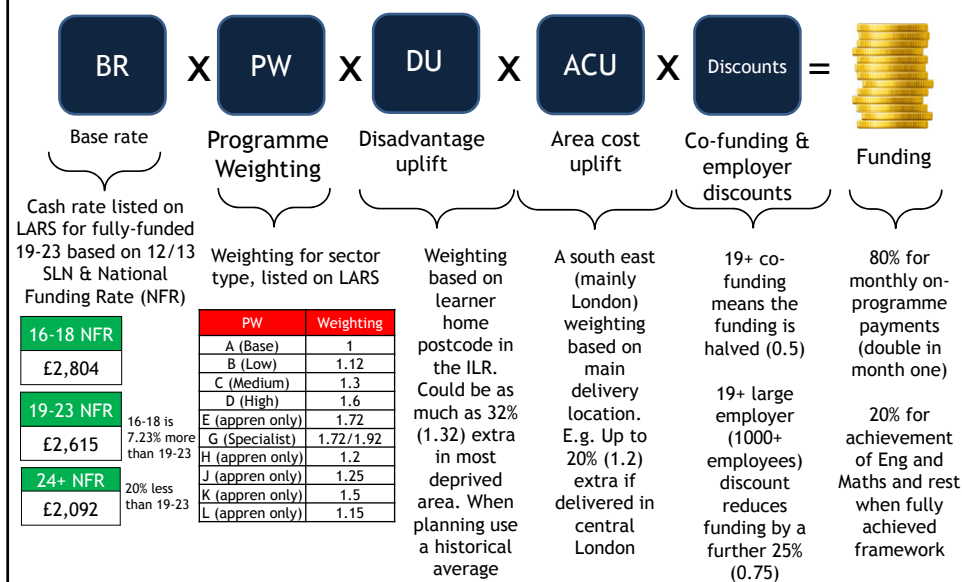 BR X PW X DU X ACU X Discounts =
Base rate
Programme
Weighting
Disadvantage
uplift
Area cost
uplift
Co-funding &
employer
discounts
Funding
Cash rate listed on
LARS for fully-funded
19-23 based on 12/13
SLN & National
Funding Rate (NFR)
16-18 NFR
£2,804
19-23 NFR
£2,615
24+ NFR
£2,092
16-18 is
7.23% more
than 19-23
20% less
than 19-23
Weighting for sector
type, listed on LARS
PW Weighting
A (Base) 1
B (Low) 1.12
C (Medium) 1.3
D (High) 1.6
E (appren only) 1.72
G (Specialist) 1.72/1.92
H (appren only) 1.2
J (appren only) 1.25
K (appren only) 1.5
L (appren only) 1.15
Weighting
based on
learner
home
postcode in
the ILR.
Could be as
much as 32%
(1.32) extra
in most
deprived
area. When
planning use
a historical
average
A south east
(mainly
London)
weighting
based on
main
delivery
location.
E.g. Up to
20% (1.2)
extra if
delivered in
central
London
19+ co-
funding
means the
funding is
halved (0.5)
19+ large
employer
(1000+
employees)
discount
reduces
funding by a
further 25%
(0.75)
80% for
monthly on-
programme
payments
(double in
month one)
20% for
achievement
of Eng and
Maths and rest
when fully
achieved
framework